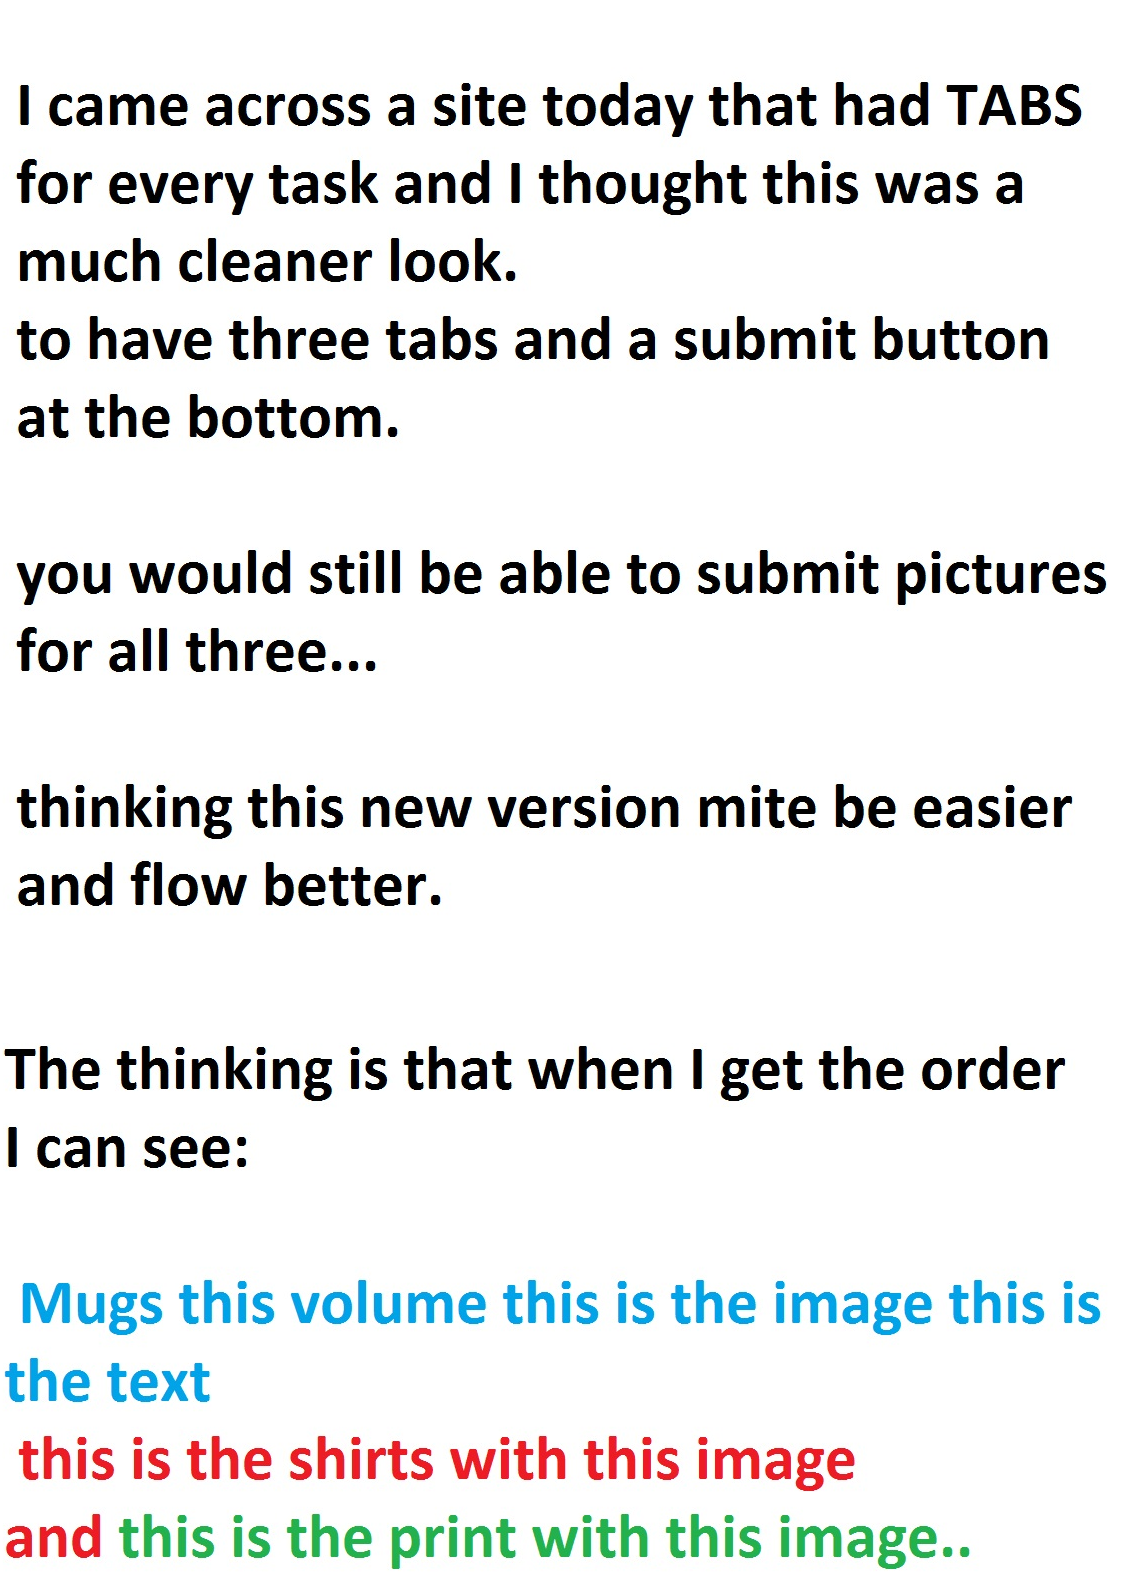 I came across a site today that had TABS
for every task and I thought this was a
much cleaner look.
to have three tabs and a submit button
at the bottom.
you would still be able to submit pictures
for all three...
thinking this new version mite be easier
and flow better.
The thinking is that when I get the order
I can see:
Mugs this volume this is the image this is
the text
this is the shirts with this image
and this is the print with this image..